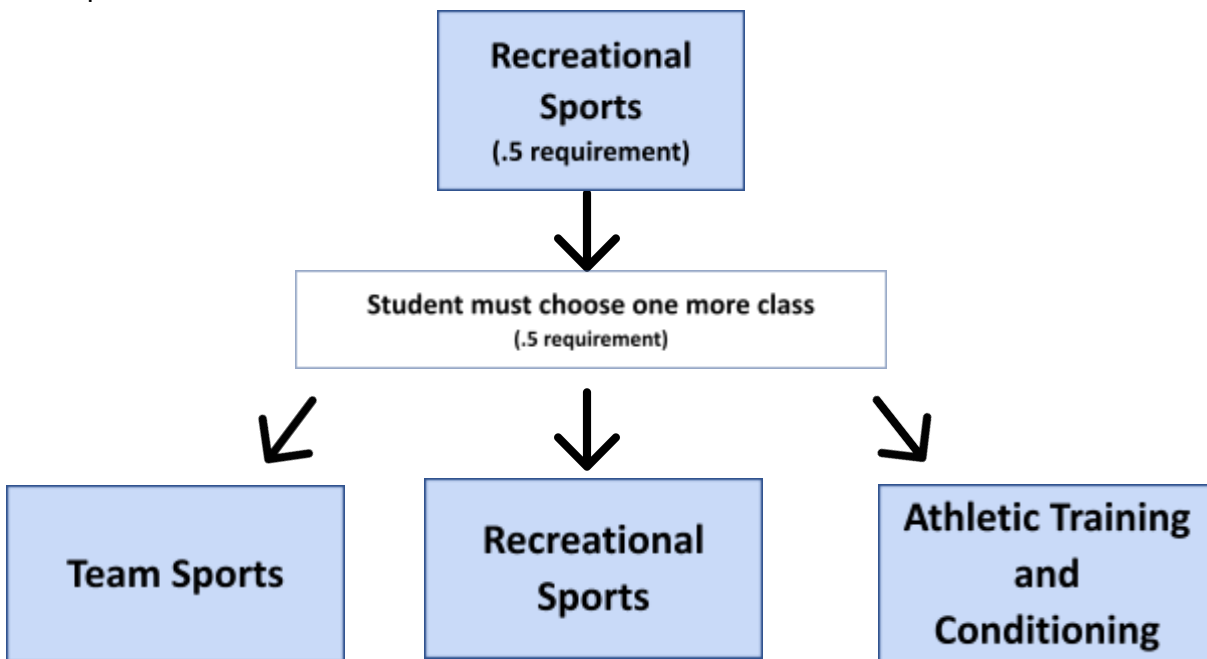 Recreational
Sports
(.5 requirement)
Student must choose one more class
(.5 requirement)
Team Sports
Recreational
Sports
Athletic Training
and
Conditioning